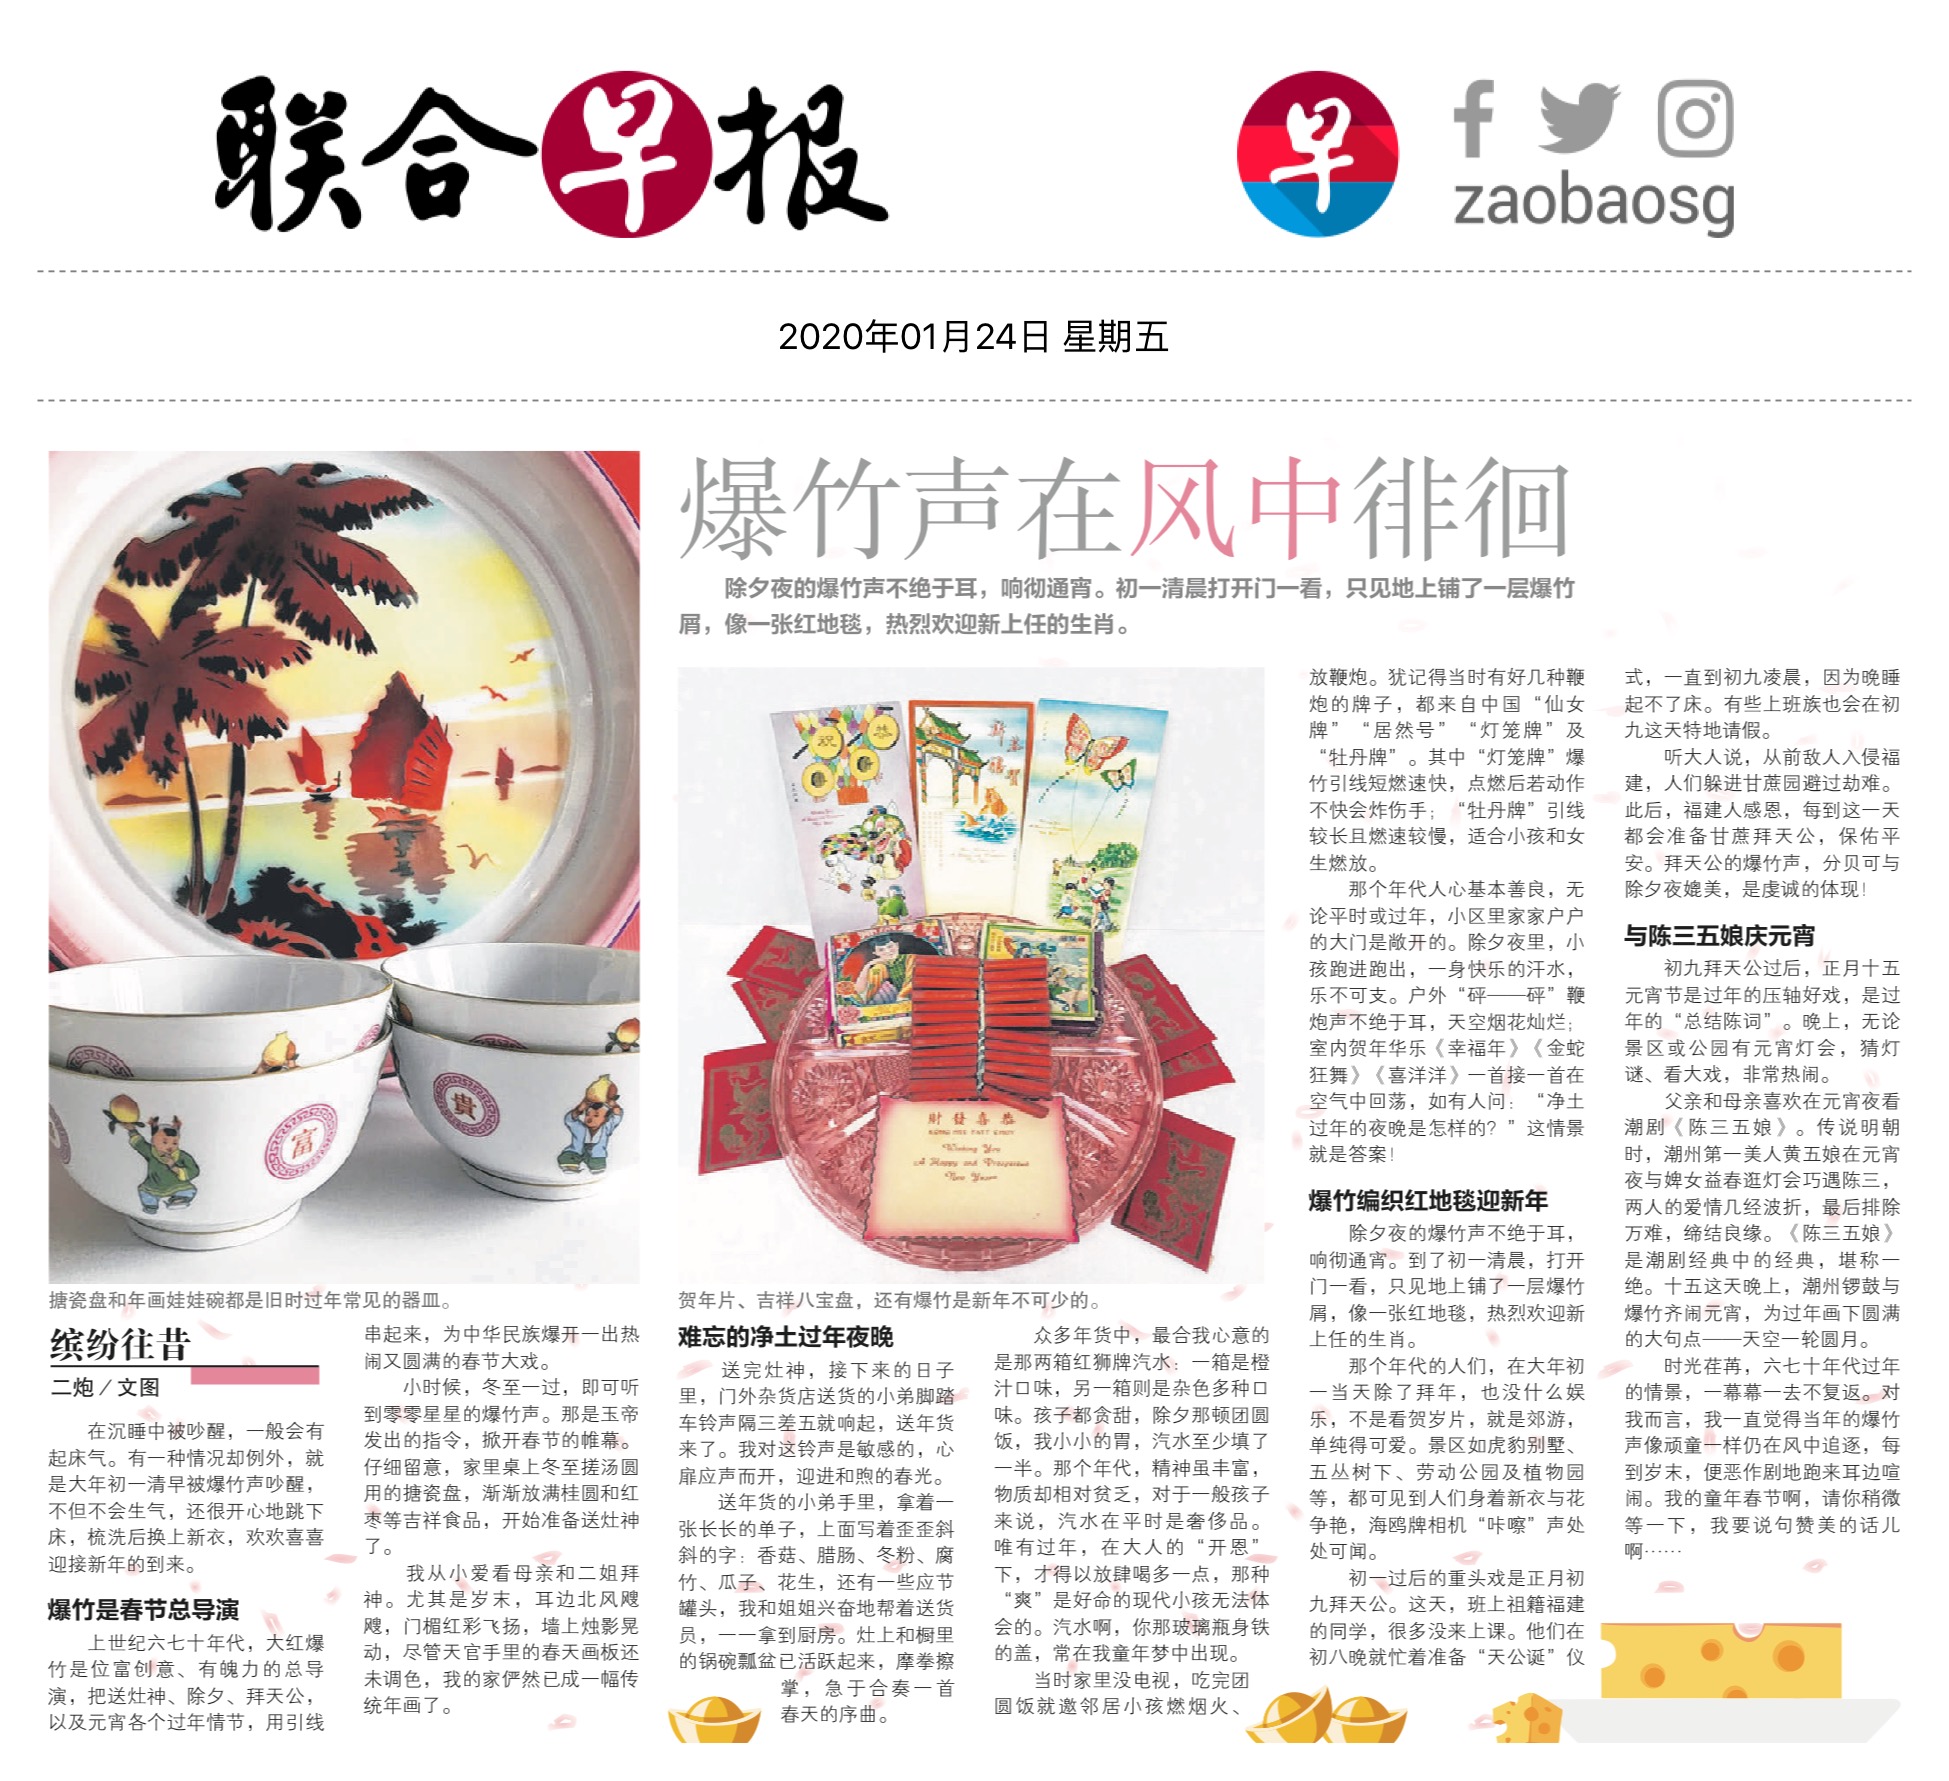 联合早报
早
zaobaosg
2020年01月24日 星期五
爆竹声在风中徘徊
除夕夜的爆竹声不绝于耳，响彻通宵。初一清晨打开门一看，只见地上铺了一层爆竹
屑，像一张红地毯，热烈欢迎新上任的生肖。
富
貴
搪瓷盘和年画娃娃碗都是旧时过年常见的器皿。
祝
恭
財發喜恭
KONG HEE FATT CHOY
Wishing You
A Happy and Prosperous
New Year
贺年片、吉祥八宝盘，还有爆竹是新年不可少的。
缤纷往昔
二炮／文图
在沉睡中被吵醒，一般会有
起床气。有一种情况却例外，就
是大年初一清早被爆竹声吵醒，
不但不会生气，还很开心地跳下
床，梳洗后换上新衣，欢欢喜喜
迎接新年的到来。
爆竹是春节总导演
上世纪六七十年代，大红爆
竹是位富创意、有魄力的总导
演，把送灶神、除夕、拜天公，
以及元宵各个过年情节，用引线
串起来，为中华民族爆开一出热
闹又圆满的春节大戏。
小时候，冬至一过，即可听
到零零星星的爆竹声。那是玉帝
发出的指令，掀开春节的帷幕。
仔细留意，家里桌上冬至搓汤圆
用的搪瓷盘，渐渐放满桂圆和红
枣等吉祥食品，开始准备送灶神
了。
我从小爱看母亲和二姐拜
神。尤其是岁末，耳边北风飕
飕，门楣红彩飞扬，墙上烛影晃
动，尽管天官手里的春天画板还
未调色，我的家俨然已成一幅传
统年画了。
难忘的净土过年夜晚
送完灶神，接下来的日子
里，门外杂货店送货的小弟脚踏
车铃声隔三差五就响起，送年货
来了。我对这铃声是敏感的，心
扉应声而开，迎进和煦的春光。
送年货的小弟手里，拿着一
张长长的单子，上面写着歪歪斜
斜的字：香菇、腊肠、冬粉、腐
竹、瓜子、花生，还有一些应节
罐头，我和姐姐兴奋地帮着送货
员，一一拿到厨房。灶上和橱里
的锅碗瓢盆已活跃起来，摩拳擦
掌，急于合奏一首
春天的序曲。
众多年货中，最合我心意的
是那两箱红狮牌汽水：一箱是橙
汁口味，另一箱则是杂色多种口
味。孩子都贪甜，除夕那顿团圆
饭，我小小的胃，汽水至少填了
一半。那个年代，精神虽丰富，
物质却相对贫乏，对于一般孩子
来说，汽水在平时是奢侈品。
唯有过年，在大人的“开恩”
下，才得以放肆喝多一点，那种
“爽”是好命的现代小孩无法体
会的。汽水啊，你那玻璃瓶身铁
的盖，常在我童年梦中出现。
当时家里没电视，吃完团
圆饭就邀邻居小孩燃烟火、
放鞭炮。犹记得当时有好几种鞭
炮的牌子，都来自中国“仙女
牌”“居然号”“灯笼牌”及
“牡丹牌”。其中“灯笼牌”爆
竹引线短燃速快，点燃后若动作
不快会炸伤手；“牡丹牌”引线
较长且燃速较慢，适合小孩和女
生燃放。
那个年代人心基本善良，无
论平时或过年，小区里家家户户
的大门是敞开的。除夕夜里，小
孩跑进跑出，一身快乐的汗水，
乐不可支。户外“砰——砰”鞭
炮声不绝于耳，天空烟花灿烂；
室内贺年华乐《幸福年》《金蛇
狂舞》《喜洋洋》一首接一首在
空气中回荡，如有人问：“净土
过年的夜晚是怎样的？”这情景
就是答案！
爆竹编织红地毯迎新年
除夕夜的爆竹声不绝于耳，
响彻通宵。到了初一清晨，打开
门一看，只见地上铺了一层爆竹
屑，像一张红地毯，热烈欢迎新
上任的生肖。
那个年代的人们，在大年初
一当天除了拜年，也没什么娱
乐，不是看贺岁片，就是郊游，
单纯得可爱。景区如虎豹别墅、
五丛树下、劳动公园及植物园
等，都可见到人们身着新衣与花
争艳，海鸥牌相机“咔嚓”声处
处可闻。
初一过后的重头戏是正月初
九拜天公。这天，班上祖籍福建
的同学，很多没来上课。他们在
初八晚就忙着准备“天公诞”仪
式，一直到初九凌晨，因为晚睡
起不了床。有些上班族也会在初
九这天特地请假。
听大人说，从前敌人入侵福
建，人们躲进甘蔗园避过劫难。
此后，福建人感恩，每到这一天
都会准备甘蔗拜天公，保佑平
安。拜天公的爆竹声，分贝可与
除夕夜媲美，是虔诚的体现！
与陈三五娘庆元宵
初九拜天公过后，正月十五
元宵节是过年的压轴好戏，是过
年的“总结陈词”。晚上，无论
景区或公园有元宵灯会，猜灯
谜、看大戏，非常热闹。
父亲和母亲喜欢在元宵夜看
潮剧《陈三五娘》。传说明朝
时，潮州第一美人黄五娘在元宵
夜与婢女益春逛灯会巧遇陈三，
两人的爱情几经波折，最后排除
万难，缔结良缘。《陈三五娘》
是潮剧经典中的经典，堪称一
绝。十五这天晚上，潮州锣鼓与
爆竹齐闹元宵，为过年画下圆满
的大句点——天空一轮圆月。
时光荏苒，六七十年代过年
的情景，一幕幕一去不复返。对
我而言，我一直觉得当年的爆竹
声像顽童一样仍在风中追逐，每
到岁末，便恶作剧地跑来耳边喧
闹。我的童年春节啊，请你稍微
等一下，我要说句赞美的话儿
啊……